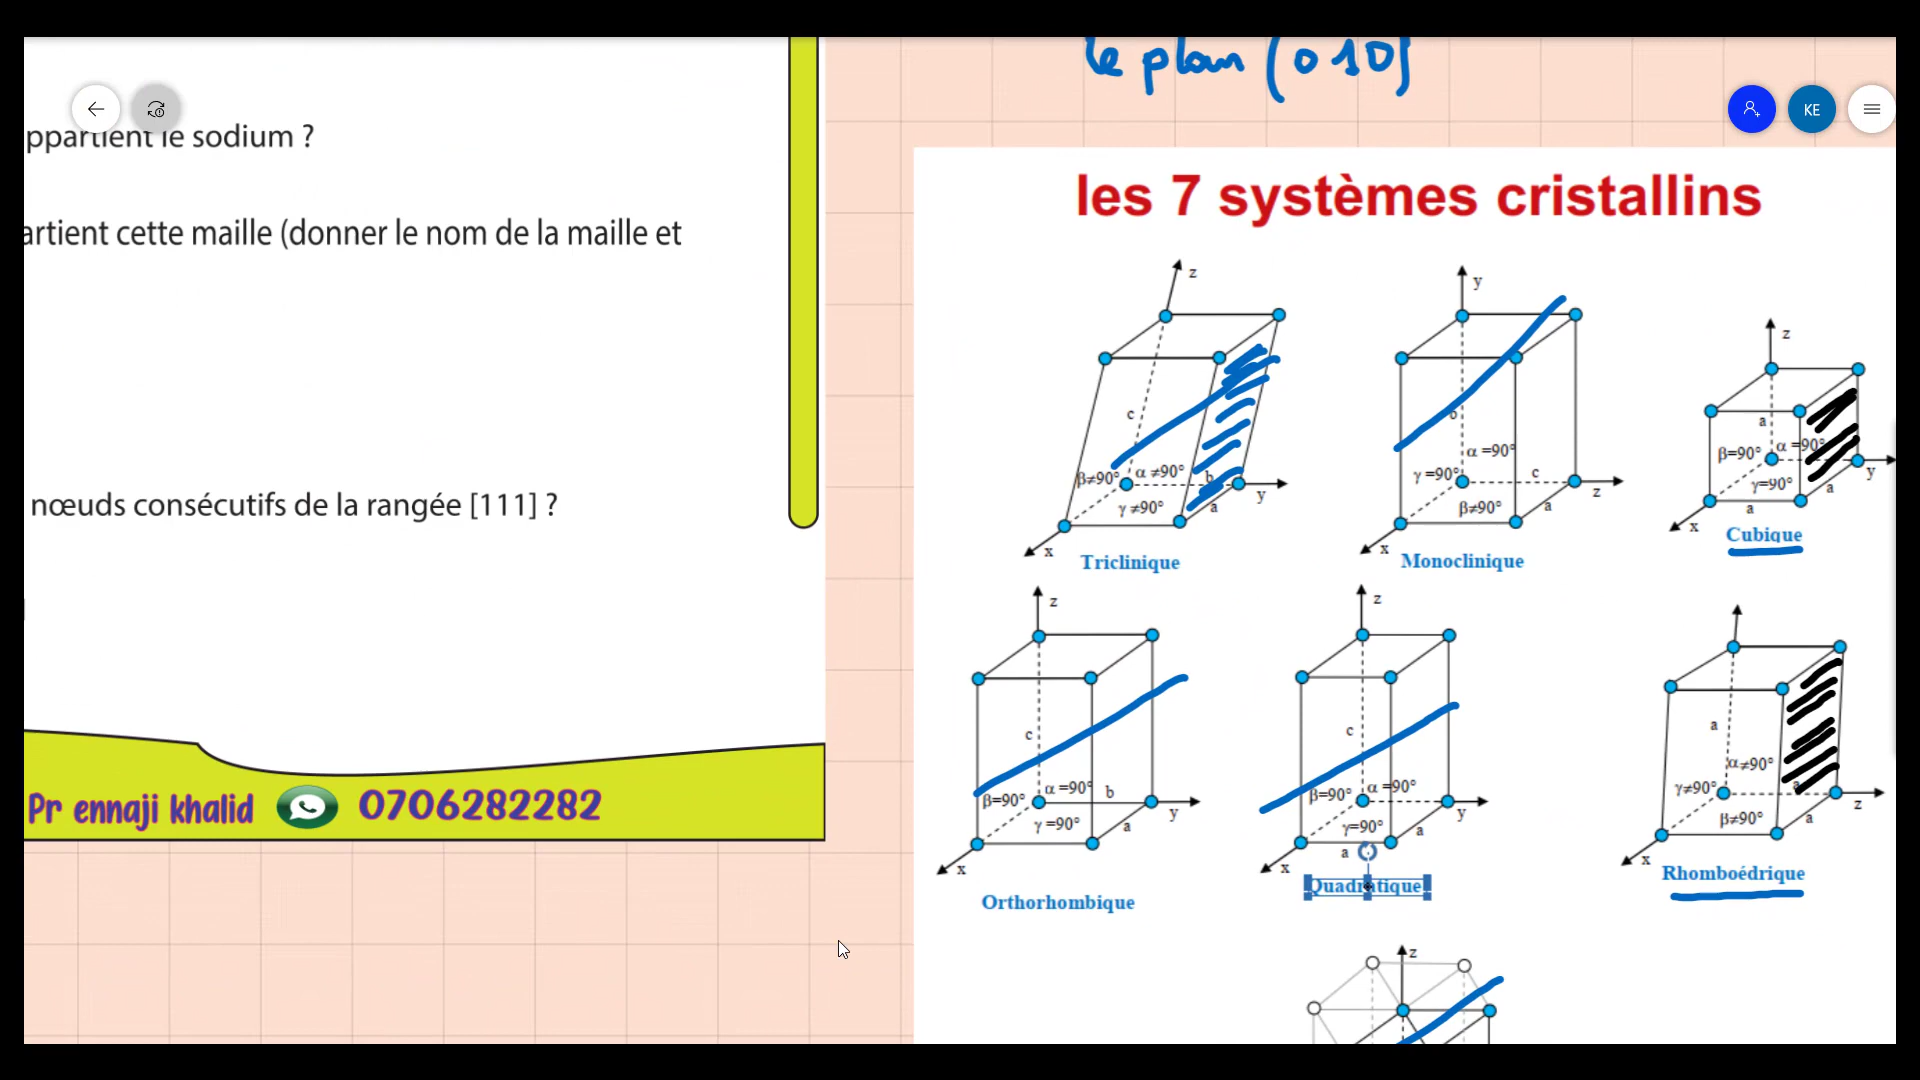 le plan (010)
KE
ppartient le sodium ?
artient cette maille (donner le nom de la maille et
nœuds consécutifs de la rangée [111] ?
Pr ennaji khalid 0706282282
les 7 systèmes cristallins
z
c
β≠90° α ≠90° b
γ ≠90° a y
x
Triclinique
y
b
α =90°
γ =90° c
β≠90° a z
x
Monoclinique
z
a
β=90° α =90°
γ=90° a y
a
x
Cubique
z
c
β=90° α =90° b
γ =90° a y
x
Orthorhombique
z
c
β=90° α =90°
γ=90° a y
a
x
Quadratique
a
α≠90°
γ≠90° a
β≠90° a z
x
Rhomboédrique
z